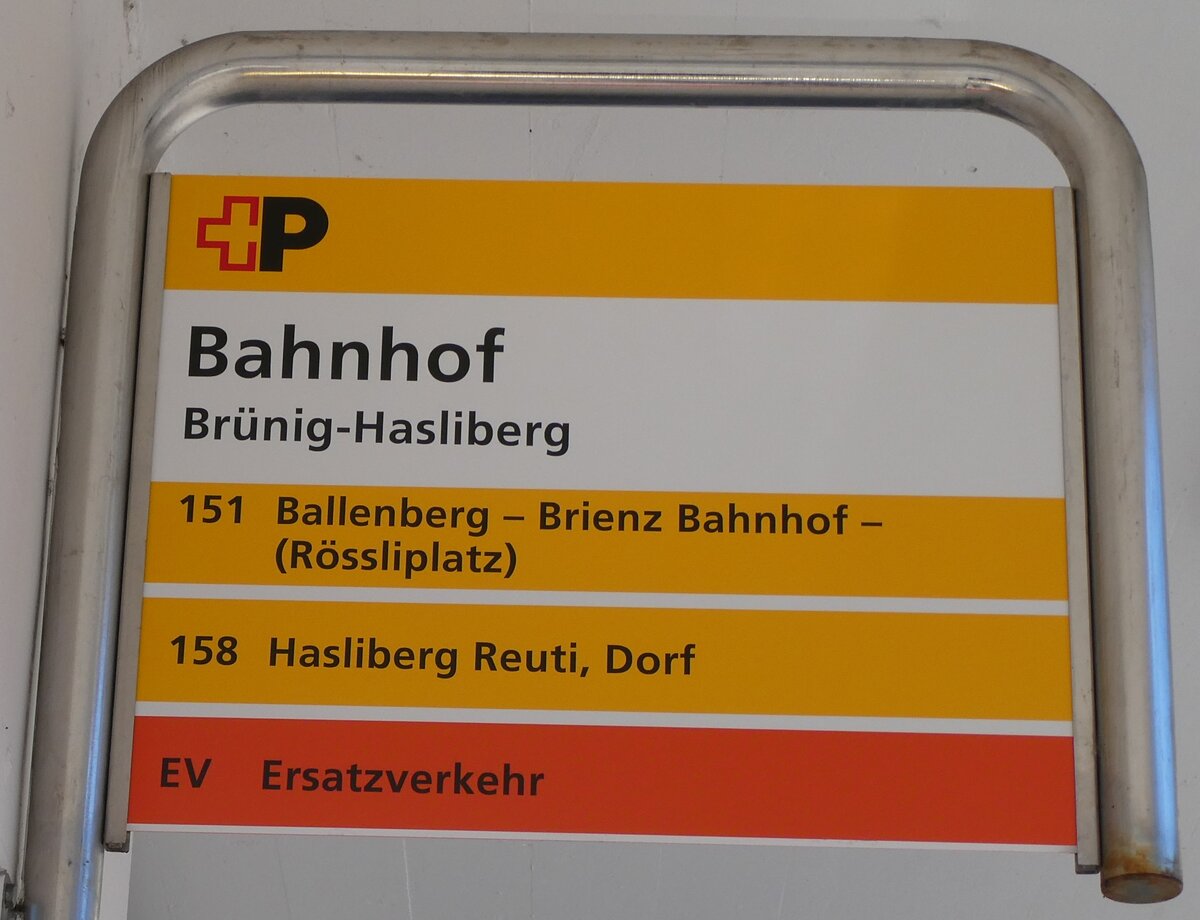 P
Bahnhof
Brünig-Hasliberg
151 Ballenberg – Brienz Bahnhof –
(Rössliplatz)
158 Hasliberg Reuti, Dorf
EV Ersatzverkehr